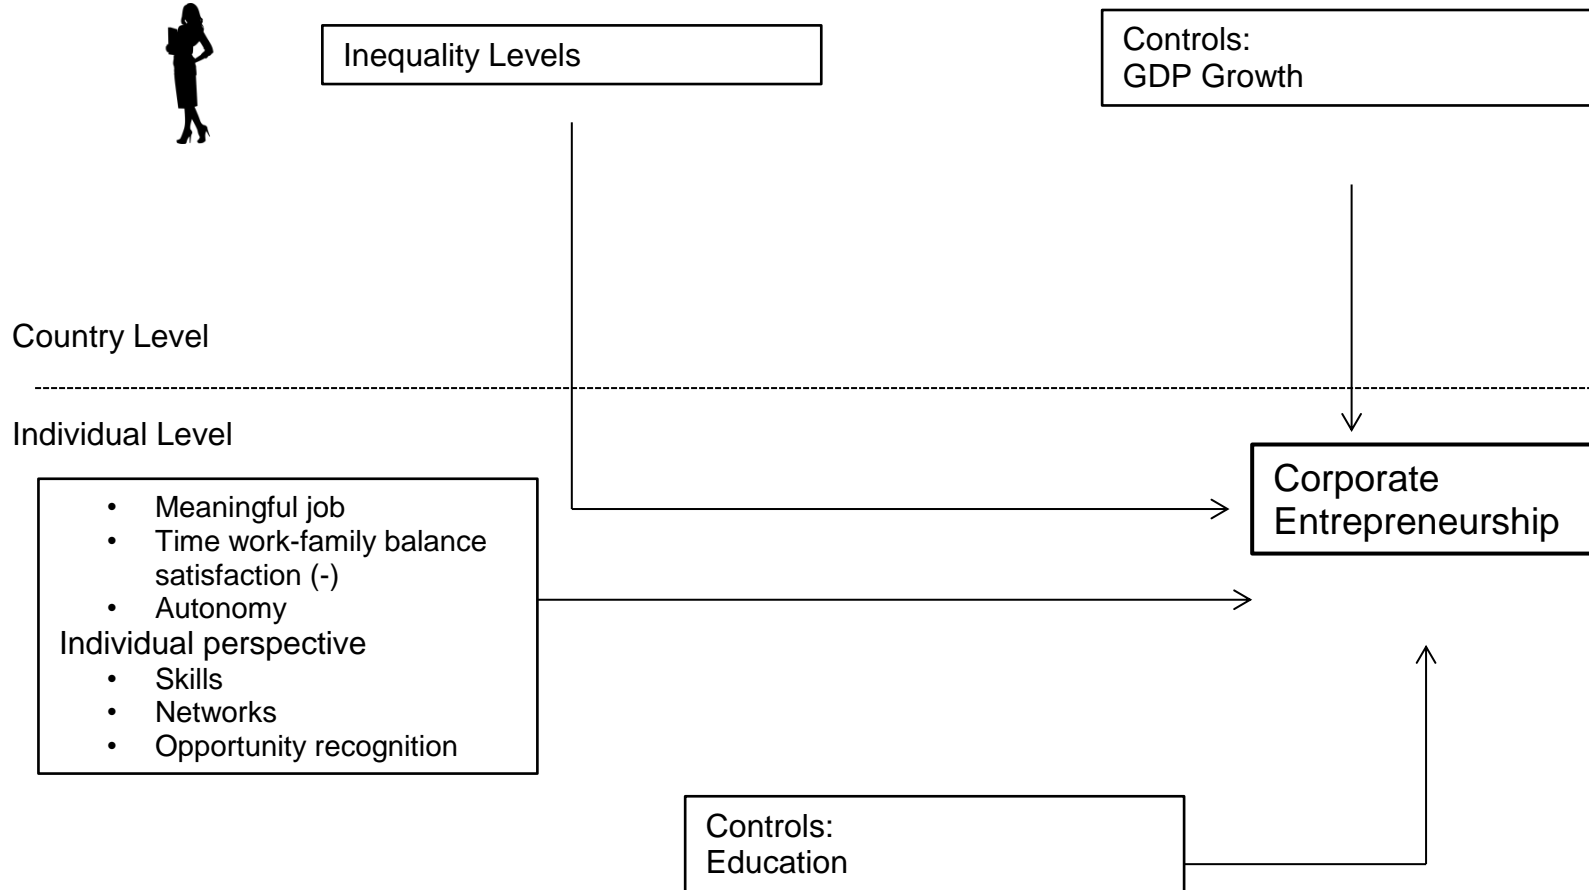 Inequality Levels
Controls:
GDP Growth
Country Level
Individual Level
• Meaningful job
• Time work-family balance
satisfaction (-)
• Autonomy
Individual perspective
• Skills
• Networks
• Opportunity recognition
Corporate
Entrepreneurship
Controls:
Education